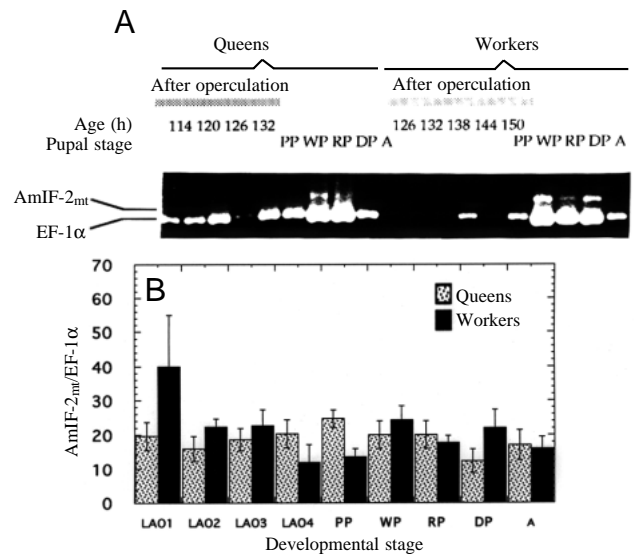 A
Queens Workers
After operculation After operculation
Age (h) 114 120 126 132 126 132 138 144 150
Pupal stage PP WP RP DP A PP WP RP DP A
AmIF-2mt
EF-1α
B
Queens
Workers
70
60
50
40
30
20
10
0
AmIF-2mt/EF-1α
LAO1 LAO2 LAO3 LAO4 PP WP RP DP A
Developmental stage